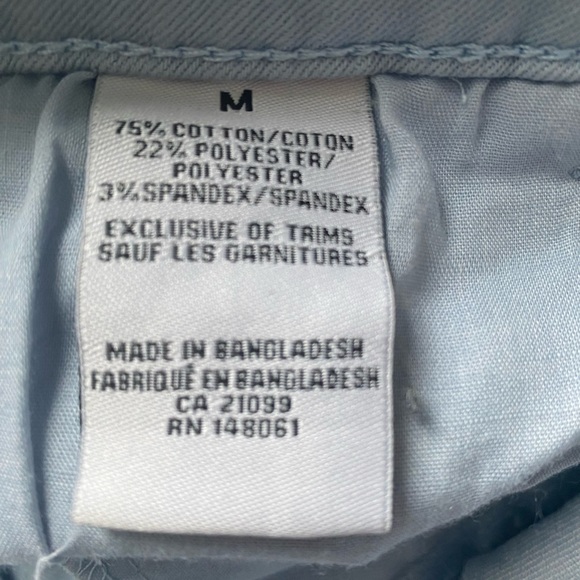 M
75% COTTON/COTON
22% POLYESTER/
POLYESTER
3% SPANDEX/SPANDEX
EXCLUSIVE OF TRIMS
SAUF LES GARNITURES
MADE IN BANGLADESH
FABRIQUÉ EN BANGLADESH
CA 21099
RN 148061